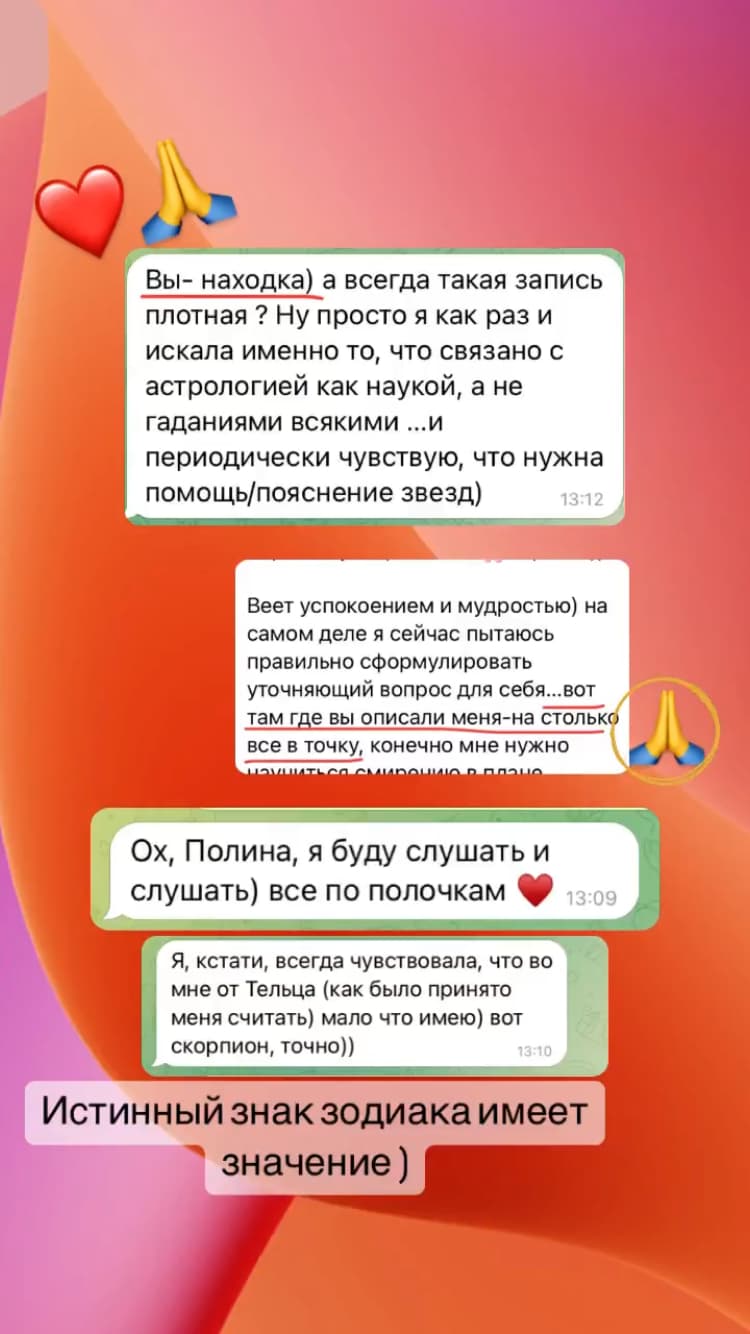 Вы- находка) а всегда такая запись
плотная ? Ну просто я как раз и
искала именно то, что связано с
астрологией как наукой, а не
гаданиями всякими ...и
периодически чувствую, что нужна
помощь/пояснение звезд)
13:12
Веет успокоением и мудростью) на
самом деле я сейчас пытаюсь
правильно сформулировать
уточняющий вопрос для себя...вот
там где вы описали меня-на столько
все в точку, конечно мне нужно
научиться смирению в плане
Ох, Полина, я буду слушать и
слушать) все по полочкам ❤️ 13:09
Я, кстати, всегда чувствовала, что во
мне от Тельца (как было принято
меня считать) мало что имею) вот
скорпион, точно)) 13:10
Истинный знак зодиака имеет
значение )